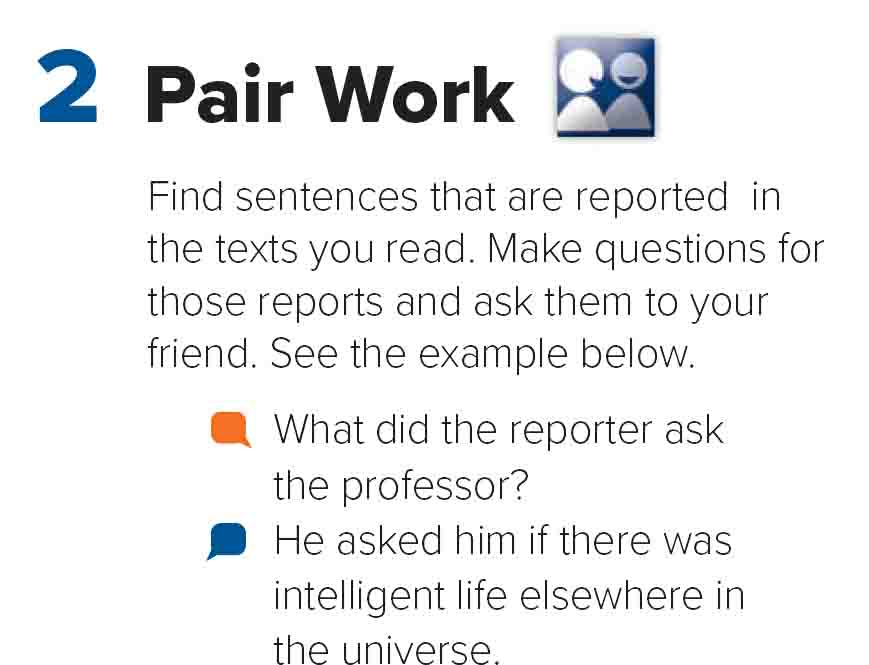 2 Pair Work
Find sentences that are reported in
the texts you read. Make questions for
those reports and ask them to your
friend. See the example below.
What did the reporter ask
the professor?
He asked him if there was
intelligent life elsewhere in
the universe.